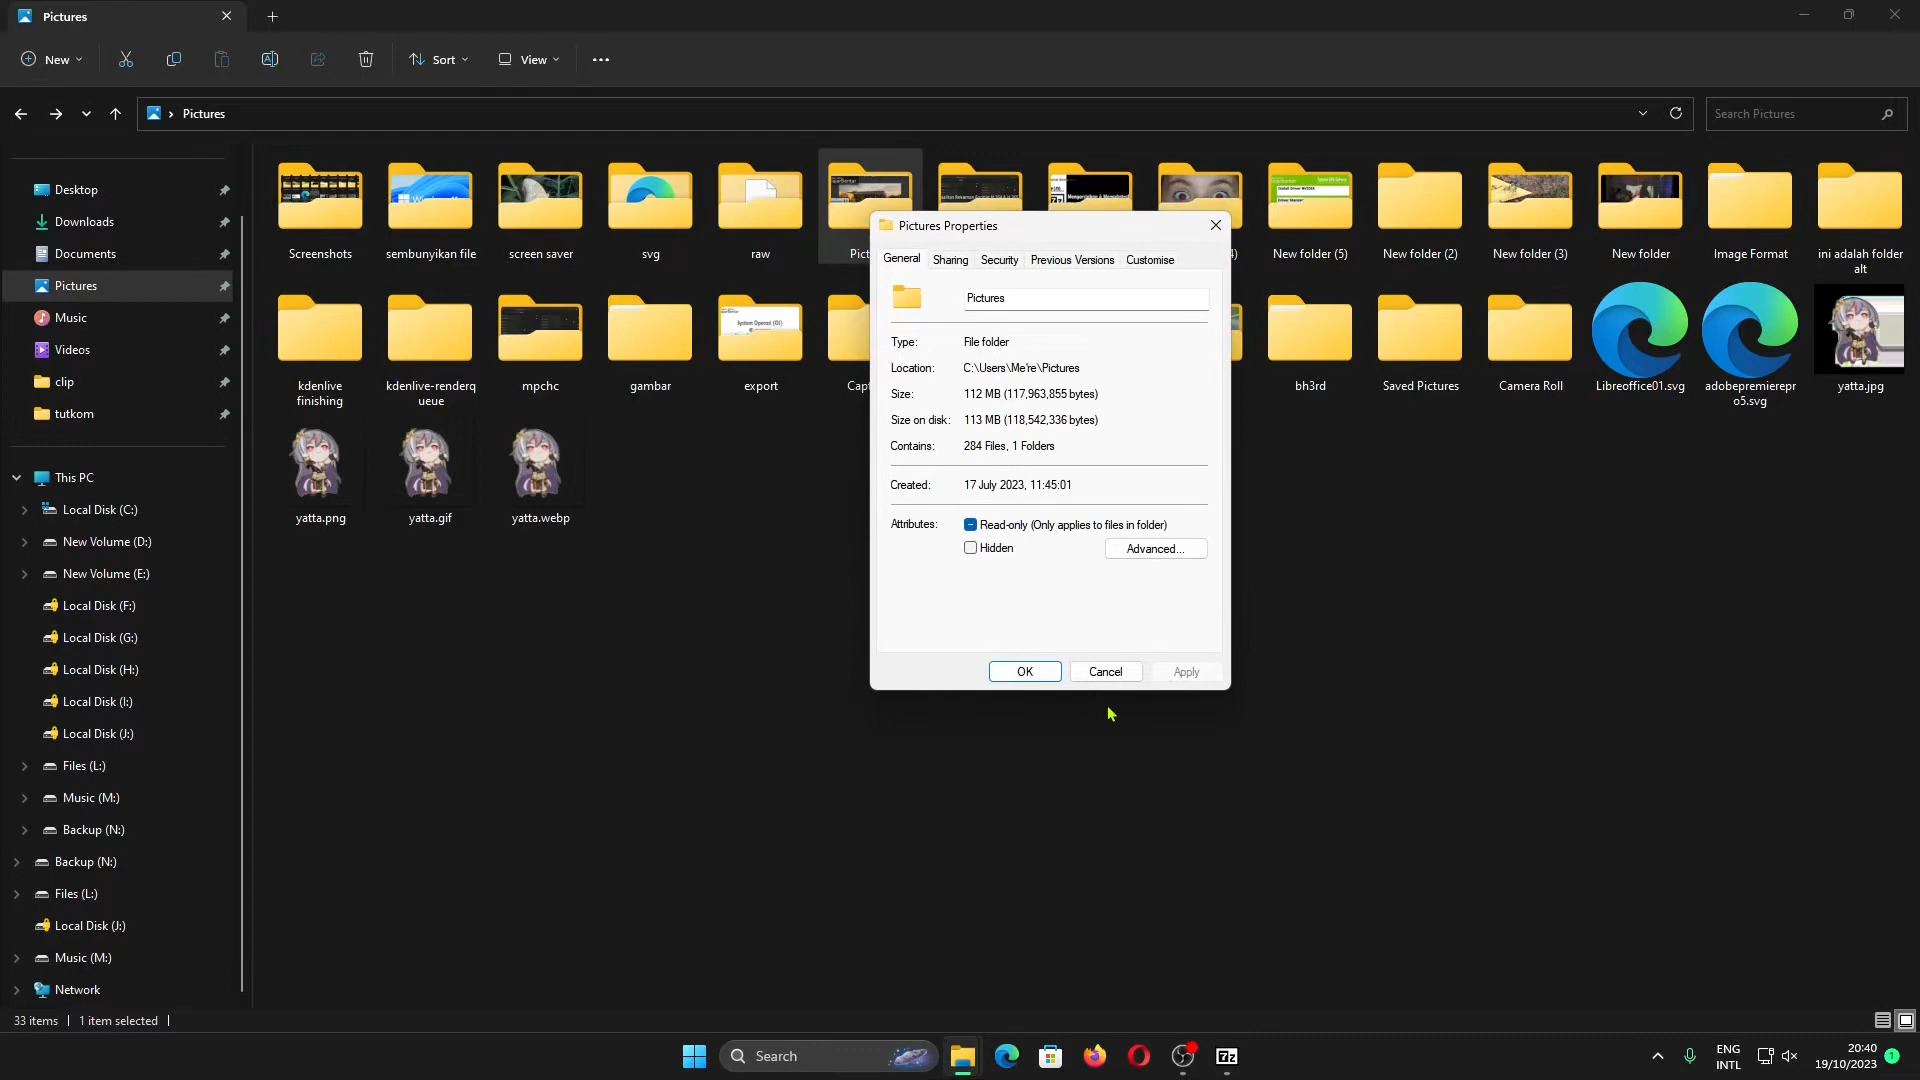 Pictures
New
Sort
View
Pictures
Search Pictures
Desktop
Downloads
Documents
Pictures
Music
Videos
clip
tutkom
This PC
Local Disk (C:)
New Volume (D:)
New Volume (E:)
Local Disk (F:)
Local Disk (G:)
Local Disk (H:)
Local Disk (I:)
Local Disk (J:)
Files (L:)
Music (M:)
Backup (N:)
Backup (N:)
Files (L:)
Local Disk (J:)
Music (M:)
Network
Screenshots
sembunyikan file
screen saver
svg
raw
Pict
4)
New folder (5)
New folder (2)
New folder (3)
New folder
Image Format
ini adalah folder
alt
kdenlive
finishing
kdenlive-renderq
ueue
mpchc
gambar
export
Capt
bh3rd
Saved Pictures
Camera Roll
Libreoffice01.svg
adobepremierepr
o5.svg
yatta.jpg
yatta.png
yatta.gif
yatta.webp
Pictures Properties
General
Sharing
Security
Previous Versions
Customise
Pictures
Type: File folder
Location: C:\Users\Me're\Pictures
Size: 112 MB (117,963,855 bytes)
Size on disk: 113 MB (118,542,336 bytes)
Contains: 284 Files, 1 Folders
Created: 17 July 2023, 11:45:01
Attributes: Read-only (Only applies to files in folder)
Hidden
Advanced...
OK
Cancel
Apply
33 items
1 item selected
Search
7z
ENG
INTL
20:40
19/10/2023
1